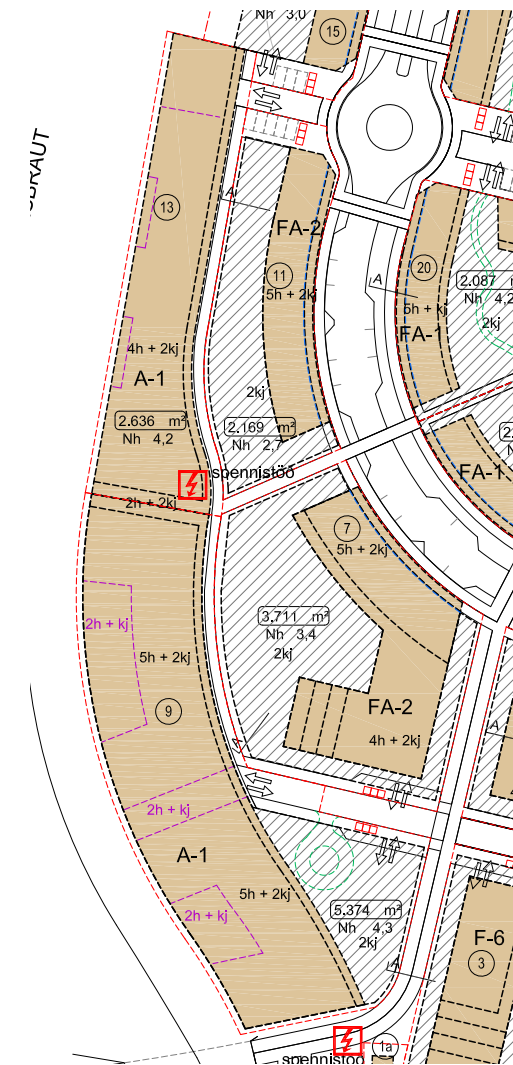 Nh 3,0
15
13
A
FA-2
11
5h + 2kj
20
A
2.087 m²
Nh 4,2
2kj
5h + kj
FA-1
4h + 2kj
A-1
2kj
2.636 m²
Nh 4,2
2.169 m²
Nh 2,7
spennistöð
FA-1
2h + 2kj
7
5h + 2kj
3.711 m²
Nh 3,4
2kj
2h + kj
5h + 2kj
9
FA-2
4h + 2kj
A
2h + kj
A-1
5h + 2kj
2h + kj
5.374 m²
Nh 4,3
2kj
F-6
3
A
1a
spennistöð